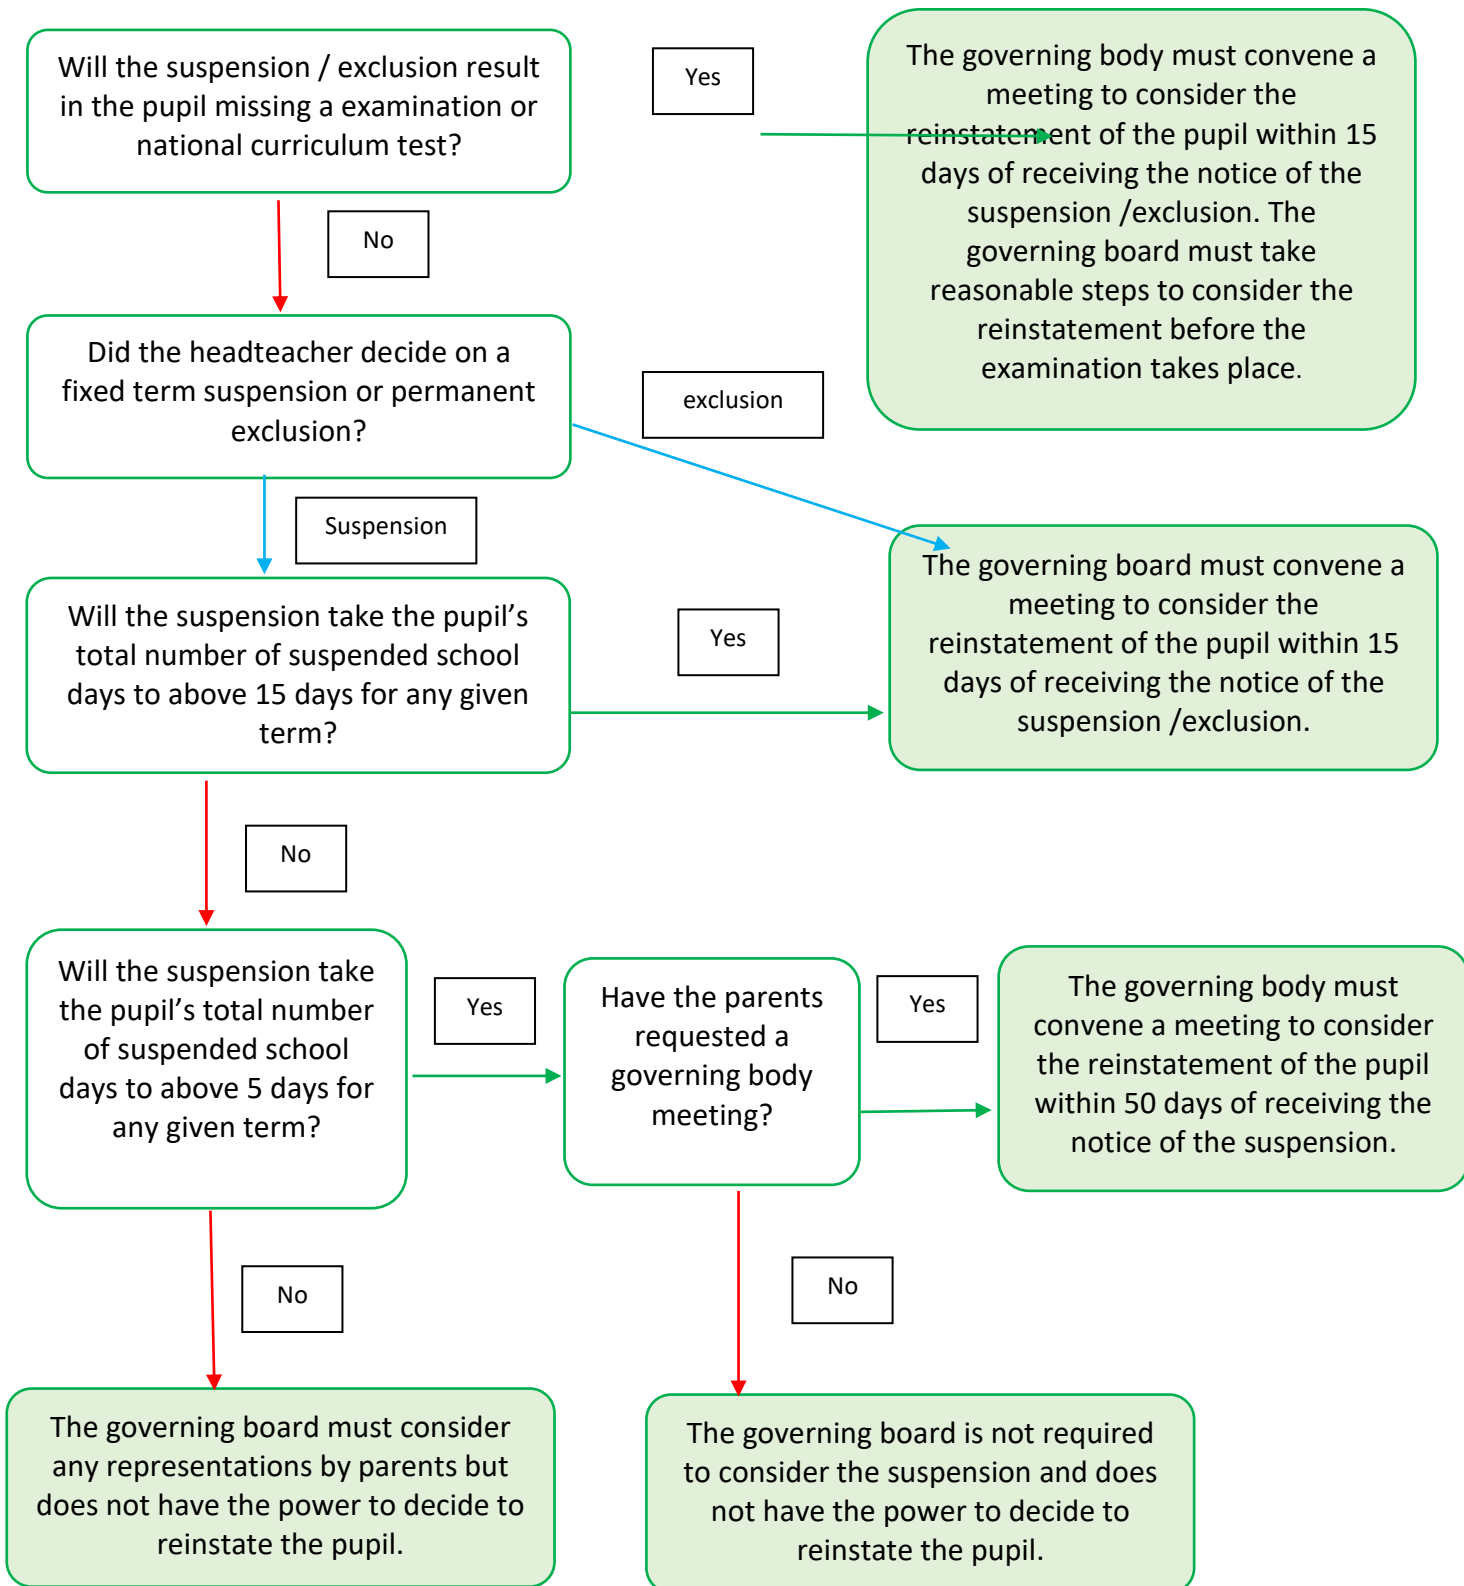 Will the suspension / exclusion result
in the pupil missing a examination or
national curriculum test?
Yes
The governing body must convene a
meeting to consider the
reinstatement of the pupil within 15
days of receiving the notice of the
suspension /exclusion. The
governing board must take
reasonable steps to consider the
reinstatement before the
examination takes place.
No
Did the headteacher decide on a
fixed term suspension or permanent
exclusion?
exclusion
Suspension
The governing board must convene a
meeting to consider the
reinstatement of the pupil within 15
days of receiving the notice of the
suspension /exclusion.
Will the suspension take the pupil’s
total number of suspended school
days to above 15 days for any given
term?
Yes
No
Will the suspension take
the pupil’s total number
of suspended school
days to above 5 days for
any given term?
Yes
Have the parents
requested a
governing body
meeting?
Yes
The governing body must
convene a meeting to consider
the reinstatement of the pupil
within 50 days of receiving the
notice of the suspension.
No
No
The governing board must consider
any representations by parents but
does not have the power to decide to
reinstate the pupil.
The governing board is not required
to consider the suspension and does
not have the power to decide to
reinstate the pupil.